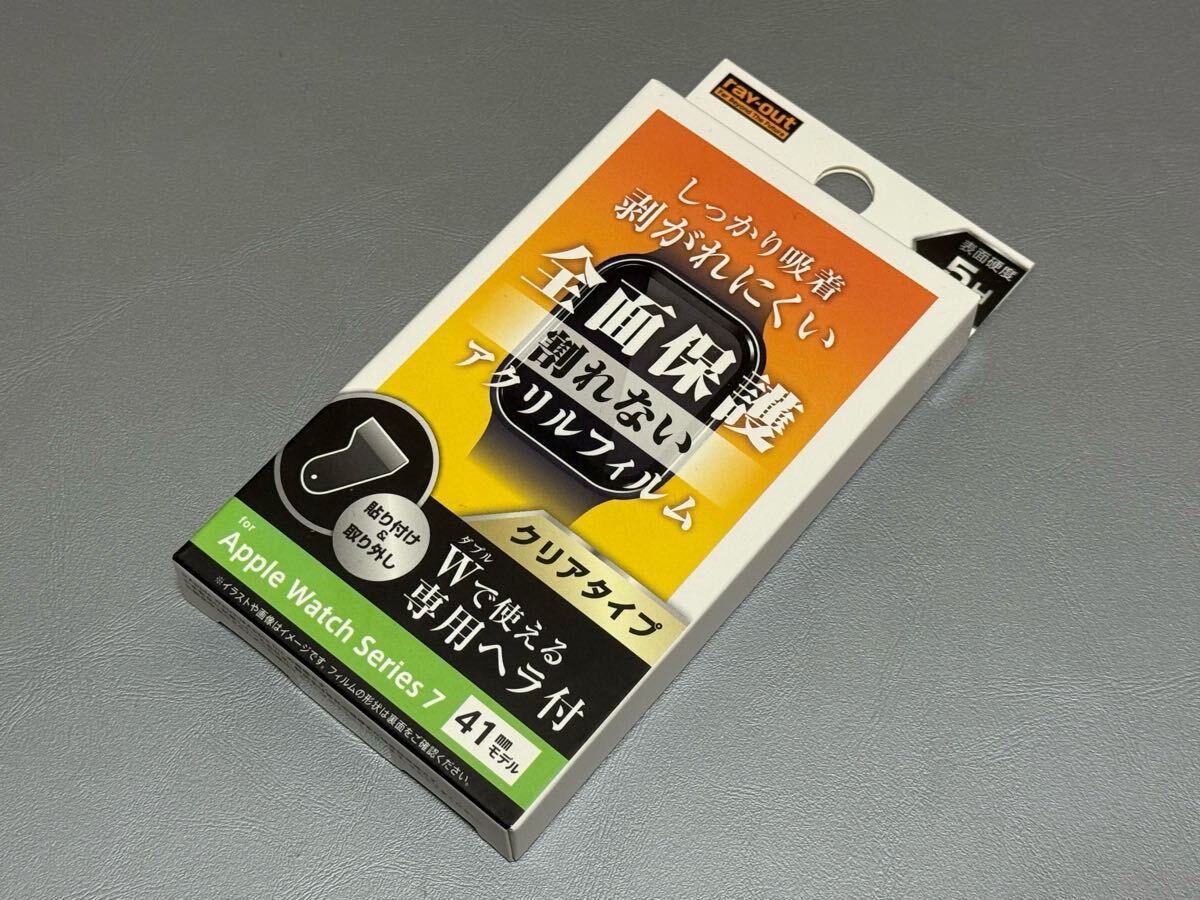 ray-out
Far Beyond The Future
表面硬度
5H
しっかり吸着
剥がれにくい
全面保護
割れない
アクリルフィルム
クリアタイプ
貼り付け
&
取り外し
ダブル
Wで使える
専用ヘラ付
for
Apple Watch Series 7
41mm
モデル
※イラストや画像はイメージです。フィルムの形状は裏面をご確認ください。